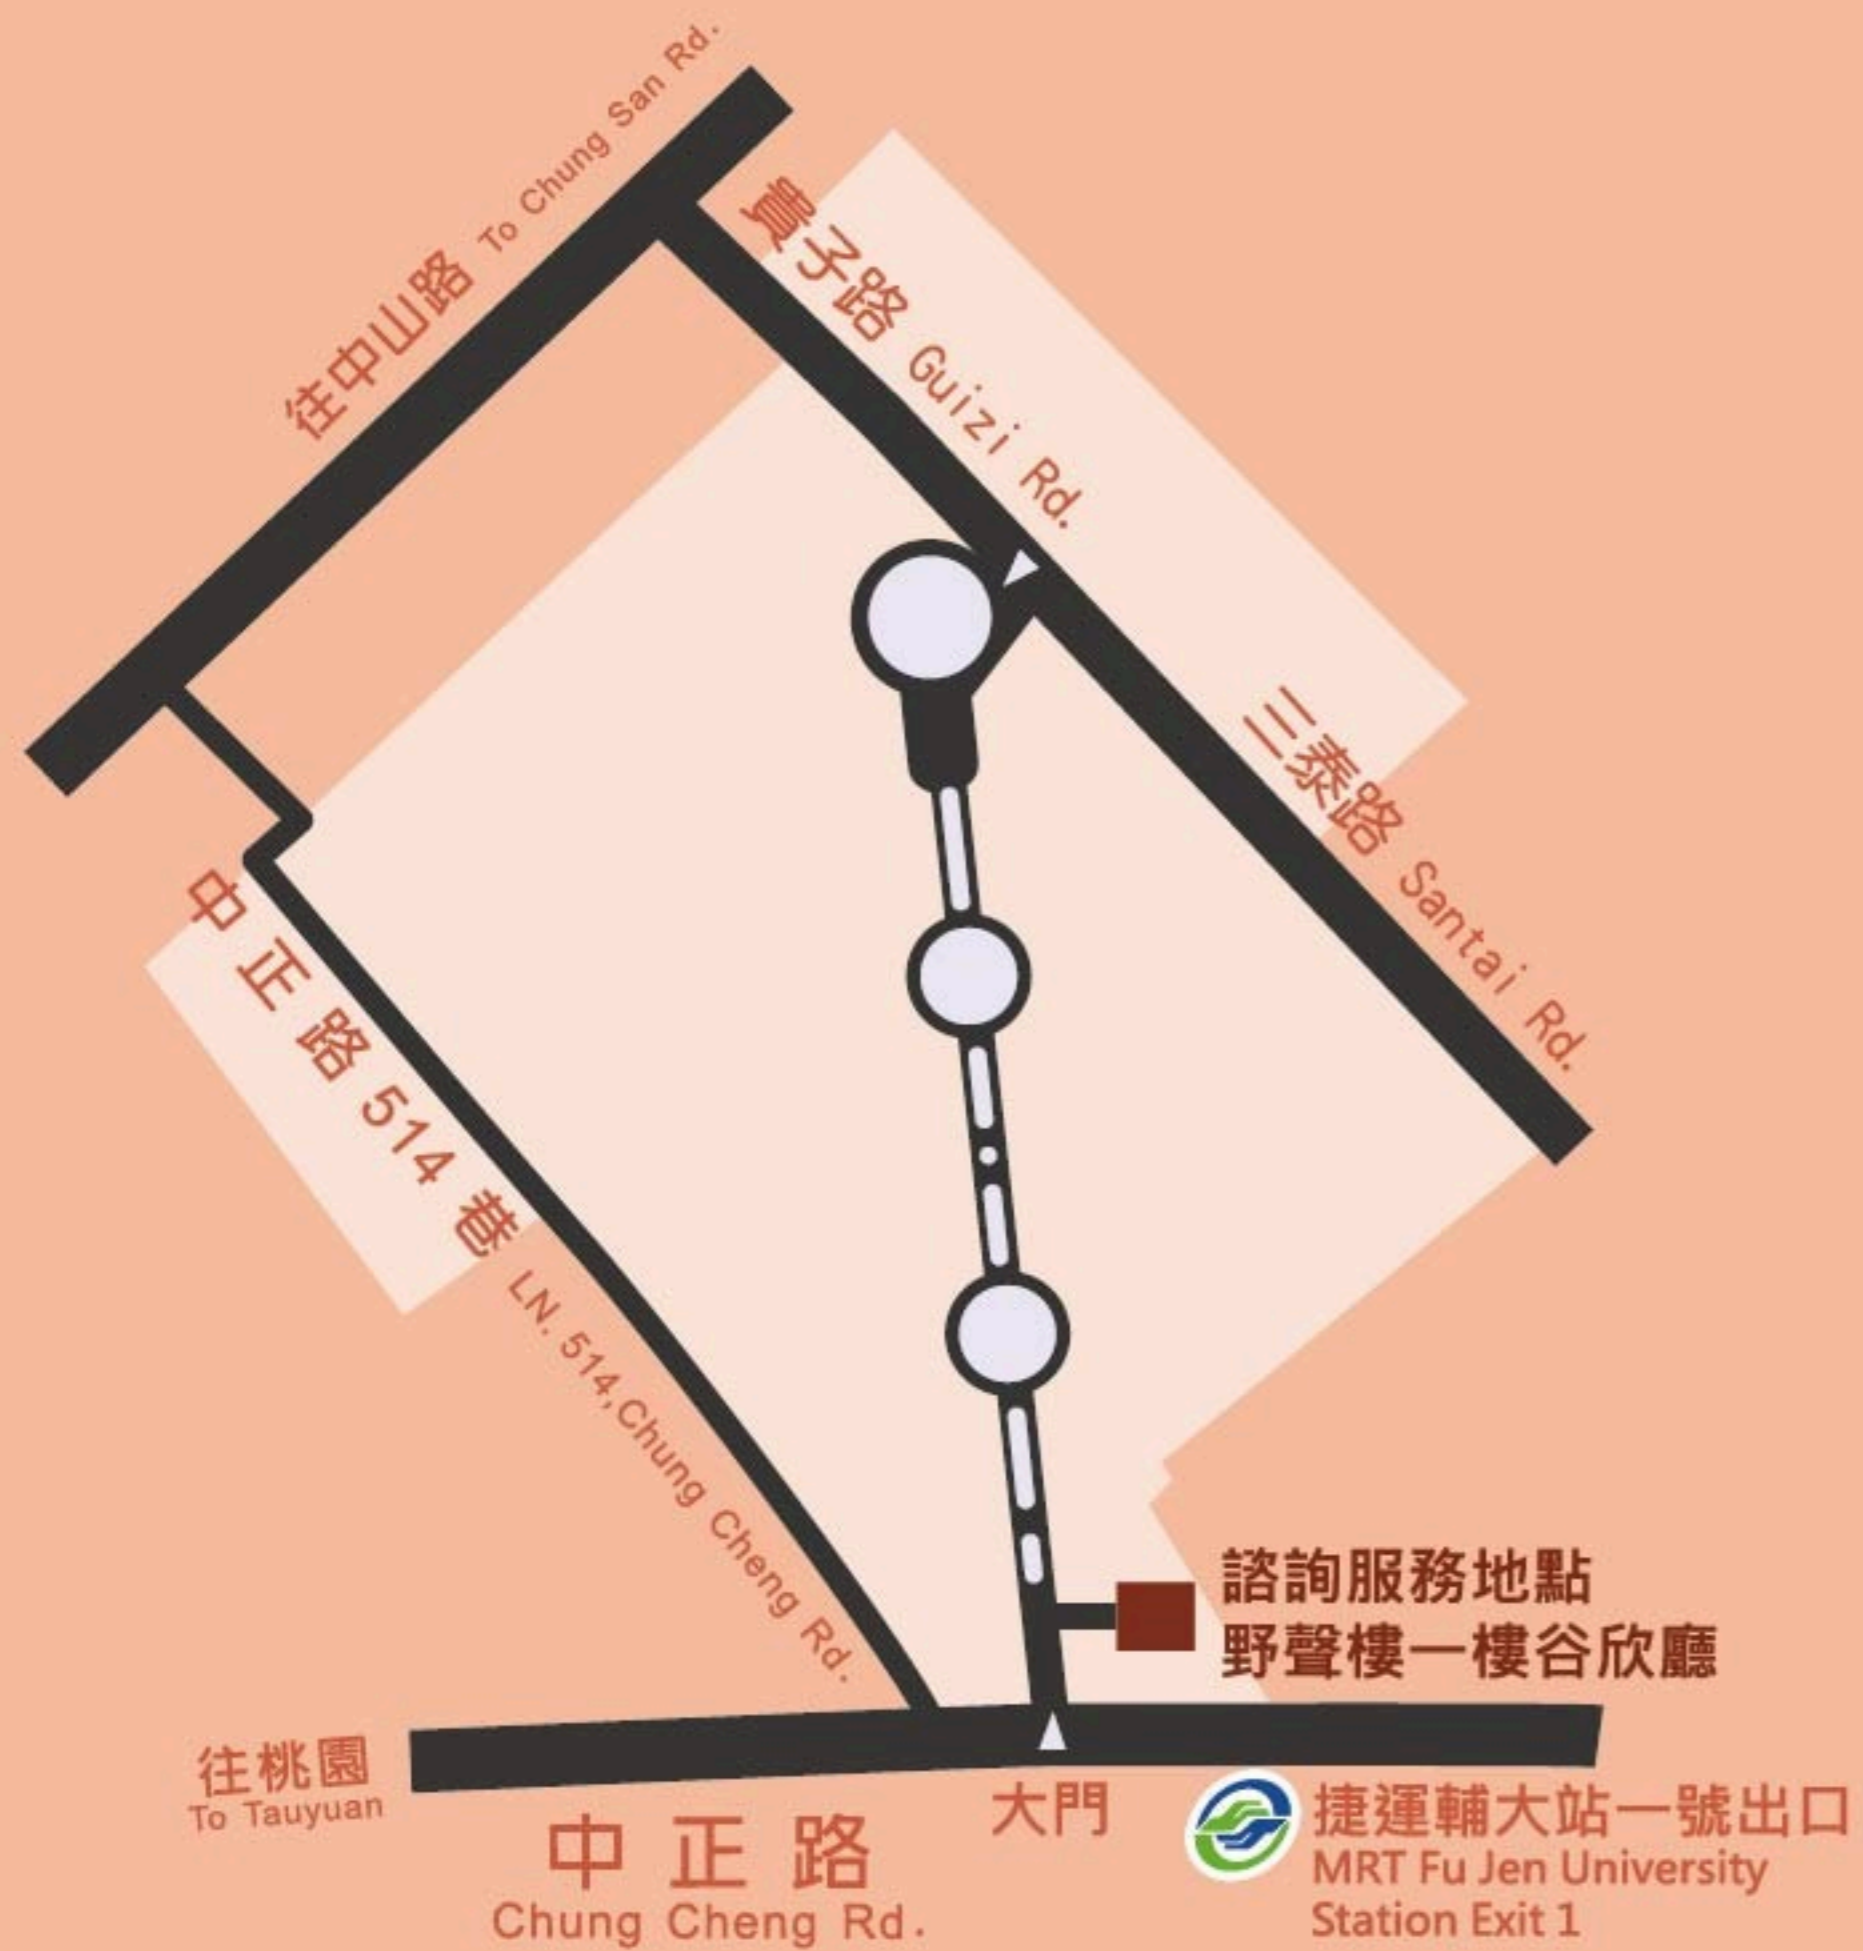 往中山路 To Chung San Rd.
貴子路 Guizi Rd.
三泰路 Santai Rd.
中正路514巷 LN. 514,Chung Cheng Rd.
諮詢服務地點
野聲樓一樓谷欣廳
往桃園
To Tauyuan
中正路
Chung Cheng Rd.
大門
捷運輔大站一號出口
MRT Fu Jen University
Station Exit 1